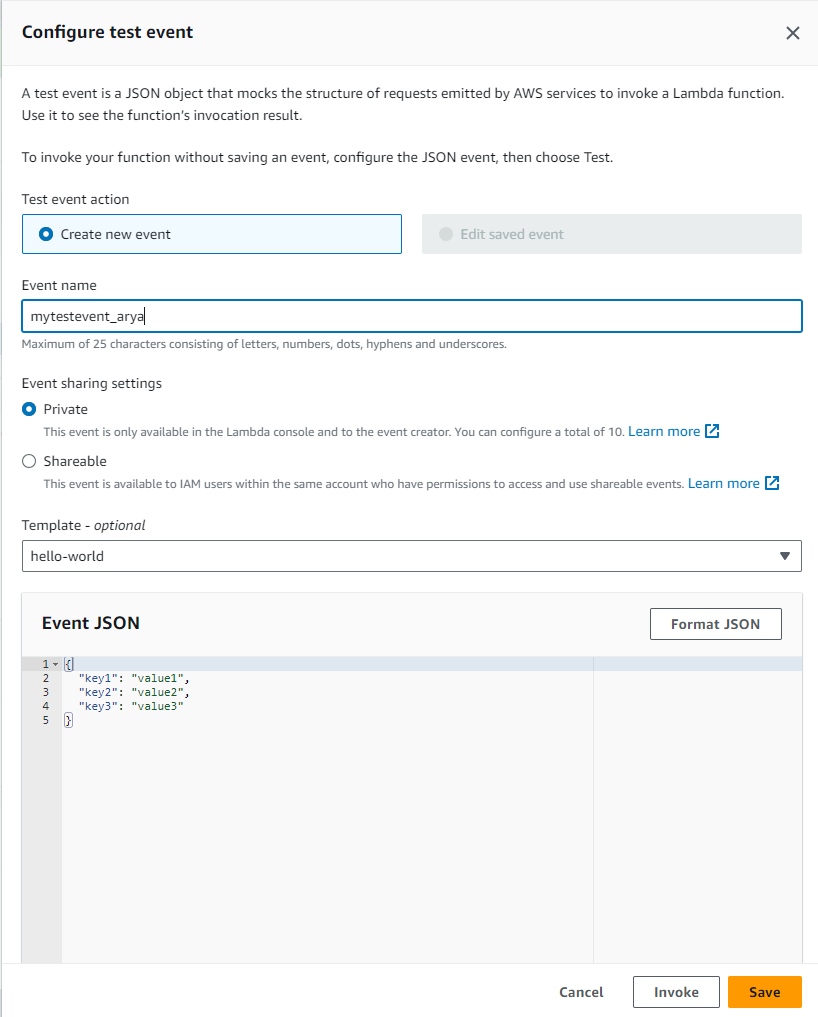 Configure test event
A test event is a JSON object that mocks the structure of requests emitted by AWS services to invoke a Lambda function.
Use it to see the function's invocation result.
To invoke your function without saving an event, configure the JSON event, then choose Test.
Test event action
Create new event
Edit saved event
Event name
mytestevent_arya
Maximum of 25 characters consisting of letters, numbers, dots, hyphens and underscores.
Event sharing settings
Private
This event is only available in the Lambda console and to the event creator. You can configure a total of 10. Learn more
Shareable
This event is available to IAM users within the same account who have permissions to access and use shareable events. Learn more
Template - optional
hello-world
Event JSON
Format JSON
1 {
2 "key1": "value1",
3 "key2": "value2",
4 "key3": "value3"
5 }
Cancel
Invoke
Save